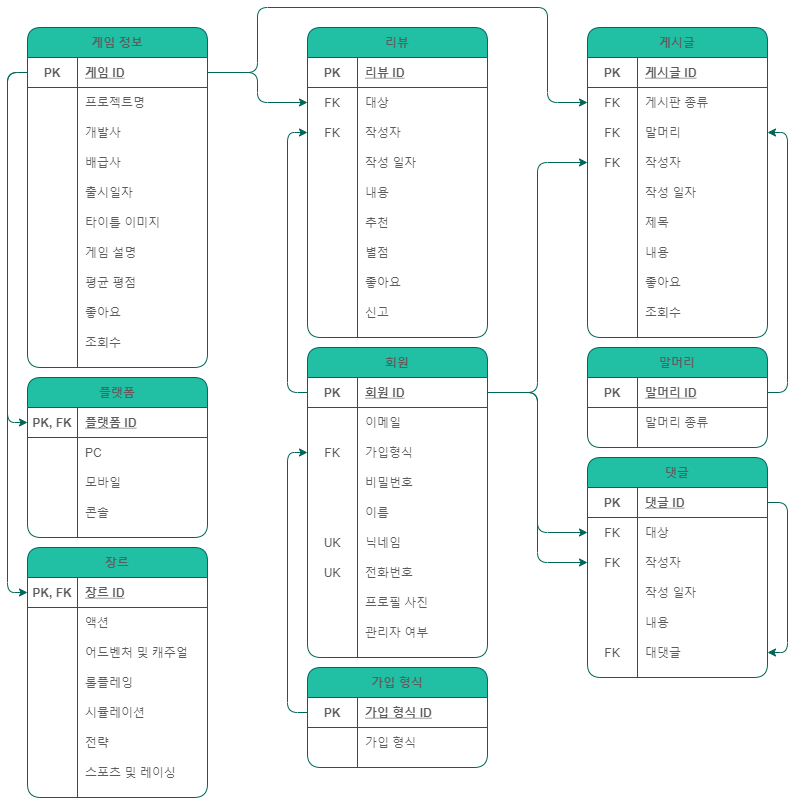 게임 정보
PK 게임 ID
프로젝트명
개발사
배급사
출시일자
타이틀 이미지
게임 설명
평균 평점
좋아요
조회수
플랫폼
PK, FK 플랫폼 ID
PC
모바일
콘솔
장르
PK, FK 장르 ID
액션
어드벤처 및 캐주얼
롤플레잉
시뮬레이션
전략
스포츠 및 레이싱
리뷰
PK 리뷰 ID
FK 대상
FK 작성자
작성 일자
내용
추천
별점
좋아요
신고
회원
PK 회원 ID
이메일
FK 가입형식
비밀번호
이름
UK 닉네임
UK 전화번호
프로필 사진
관리자 여부
가입 형식
PK 가입 형식 ID
가입 형식
게시글
PK 게시글 ID
FK 게시판 종류
FK 말머리
FK 작성자
작성 일자
제목
내용
좋아요
조회수
말머리
PK 말머리 ID
말머리 종류
댓글
PK 댓글 ID
FK 대상
FK 작성자
작성 일자
내용
FK 대댓글